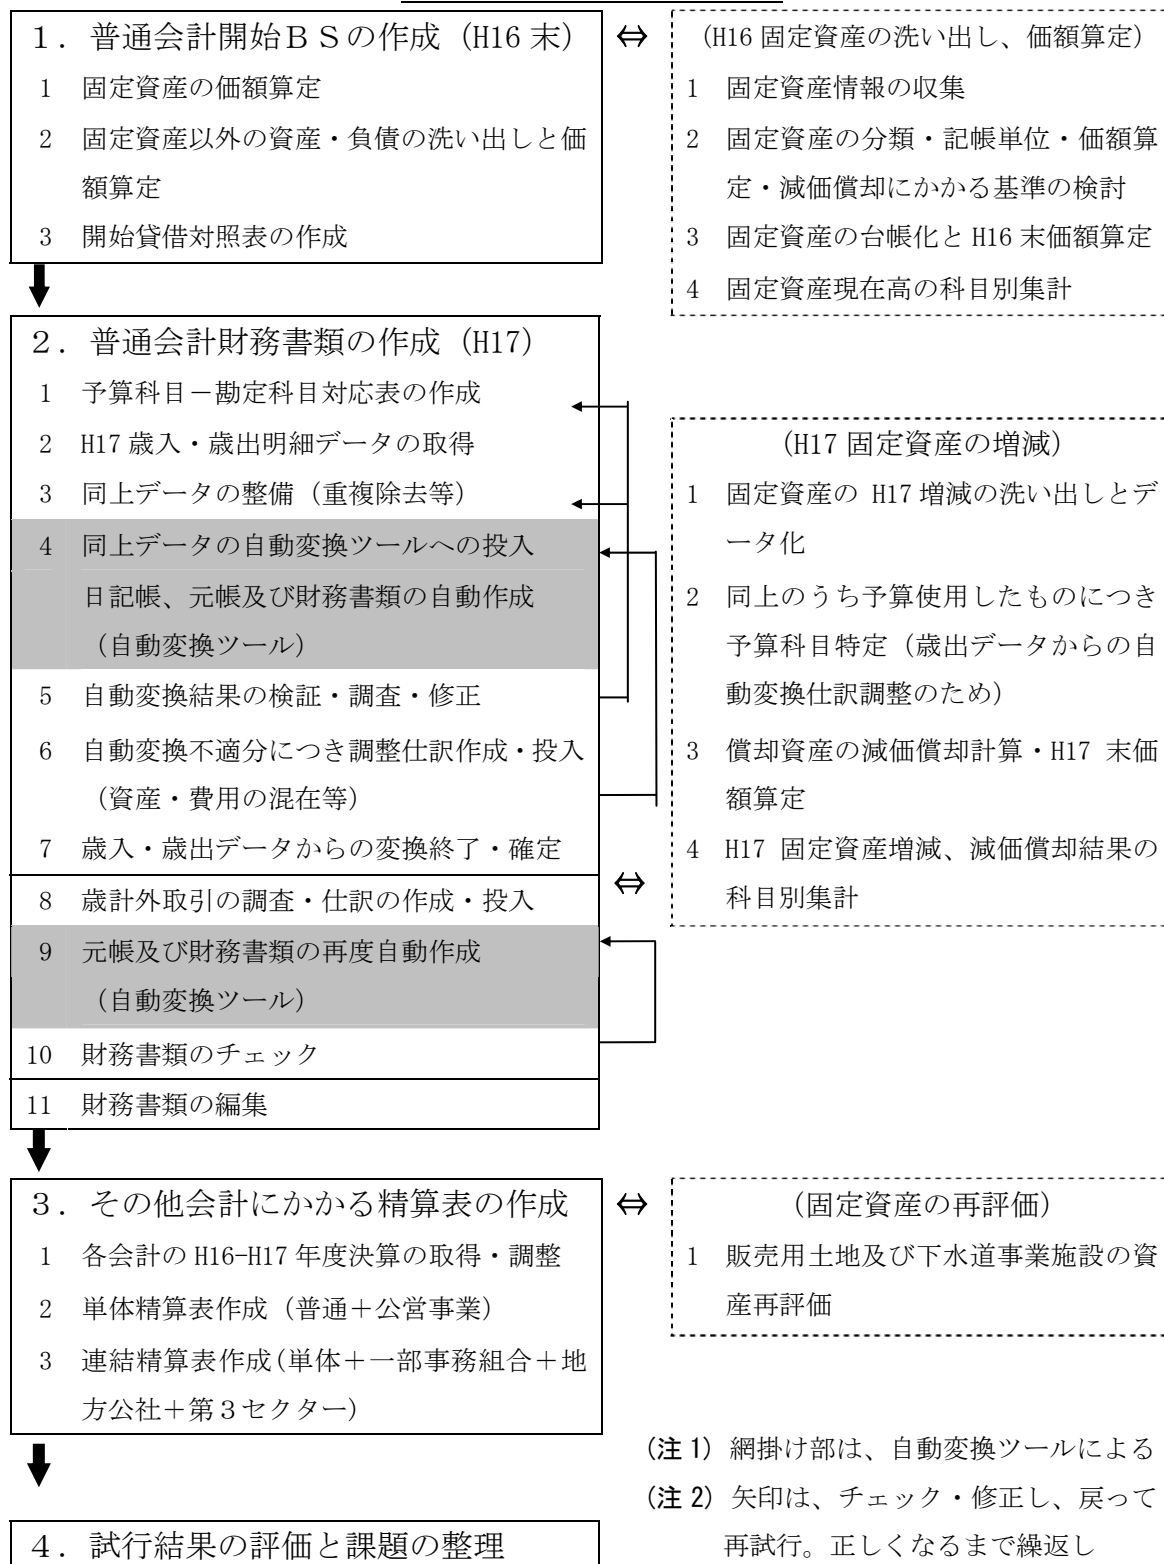 １．普通会計開始ＢＳの作成（H16末）
1 固定資産の価額算定
2 固定資産以外の資産・負債の洗い出しと価
額算定
3 開始貸借対照表の作成
⇔
（H16固定資産の洗い出し、価額算定）
1 固定資産情報の収集
2 固定資産の分類・記帳単位・価額算
定・減価償却にかかる基準の検討
3 固定資産の台帳化とH16末価額算定
4 固定資産現在高の科目別集計
２．普通会計財務書類の作成（H17）
1 予算科目－勘定科目対応表の作成
2 H17歳入・歳出明細データの取得
3 同上データの整備（重複除去等）
4 同上データの自動変換ツールへの投入
日記帳、元帳及び財務書類の自動作成
（自動変換ツール）
5 自動変換結果の検証・調査・修正
6 自動変換不適分につき調整仕訳作成・投入
（資産・費用の混在等）
7 歳入・歳出データからの変換終了・確定
8 歳計外取引の調査・仕訳の作成・投入
9 元帳及び財務書類の再度自動作成
（自動変換ツール）
10 財務書類のチェック
11 財務書類の編集
⇔
（H17固定資産の増減）
1 固定資産の H17増減の洗い出しとデ
ータ化
2 同上のうち予算使用したものにつき
予算科目特定（歳出データからの自
動変換仕訳調整のため）
3 償却資産の減価償却計算・H17 末価
額算定
4 H17 固定資産増減、減価償却結果の
科目別集計
３．その他会計にかかる精算表の作成
1 各会計のH16-H17年度決算の取得・調整
2 単体精算表作成（普通＋公営事業）
3 連結精算表作成（単体＋一部事務組合＋地
方公社＋第３セクター）
⇔
（固定資産の再評価）
1 販売用土地及び下水道事業施設の資
産再評価
（注1）網掛け部は、自動変換ツールによる
（注2）矢印は、チェック・修正し、戻って
再試行。正しくなるまで繰返し
４．試行結果の評価と課題の整理